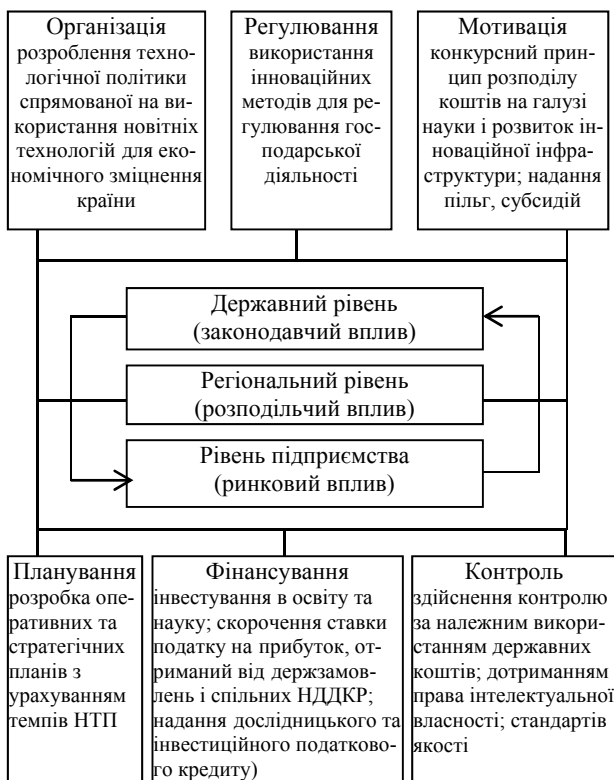 Організація
розроблення техно-
логічної політики
спрямованої на ви-
користання новітніх
технологій для еко-
номічного зміцнення
країни
Регулювання
використання
інноваційних
методів для ре-
гулювання гос-
подарської
діяльності
Мотивація
конкурсний прин-
цип розподілу
коштів на галузі
науки і розвиток ін-
новаційної інфра-
структури; надання
пільг, субсидій
Державний рівень
(законодавчий вплив)
Регіональний рівень
(розподільчий вплив)
Рівень підприємства
(ринковий вплив)
Планування
розробка опе-
ративних та
стратегічних
планів з
урахуванням
темпів НТП
Фінансування
інвестування в освіту та
науку; скорочення ставки
податку на прибуток, от-
риманий від держзамов-
лень і спільних НДДКР;
надання дослідницького та
інвестиційного податково-
го кредиту)
Контроль
здійснення контролю
за належним викори-
станням державних
коштів; дотриманням
права інтелектуальної
власності; стандартів
якості